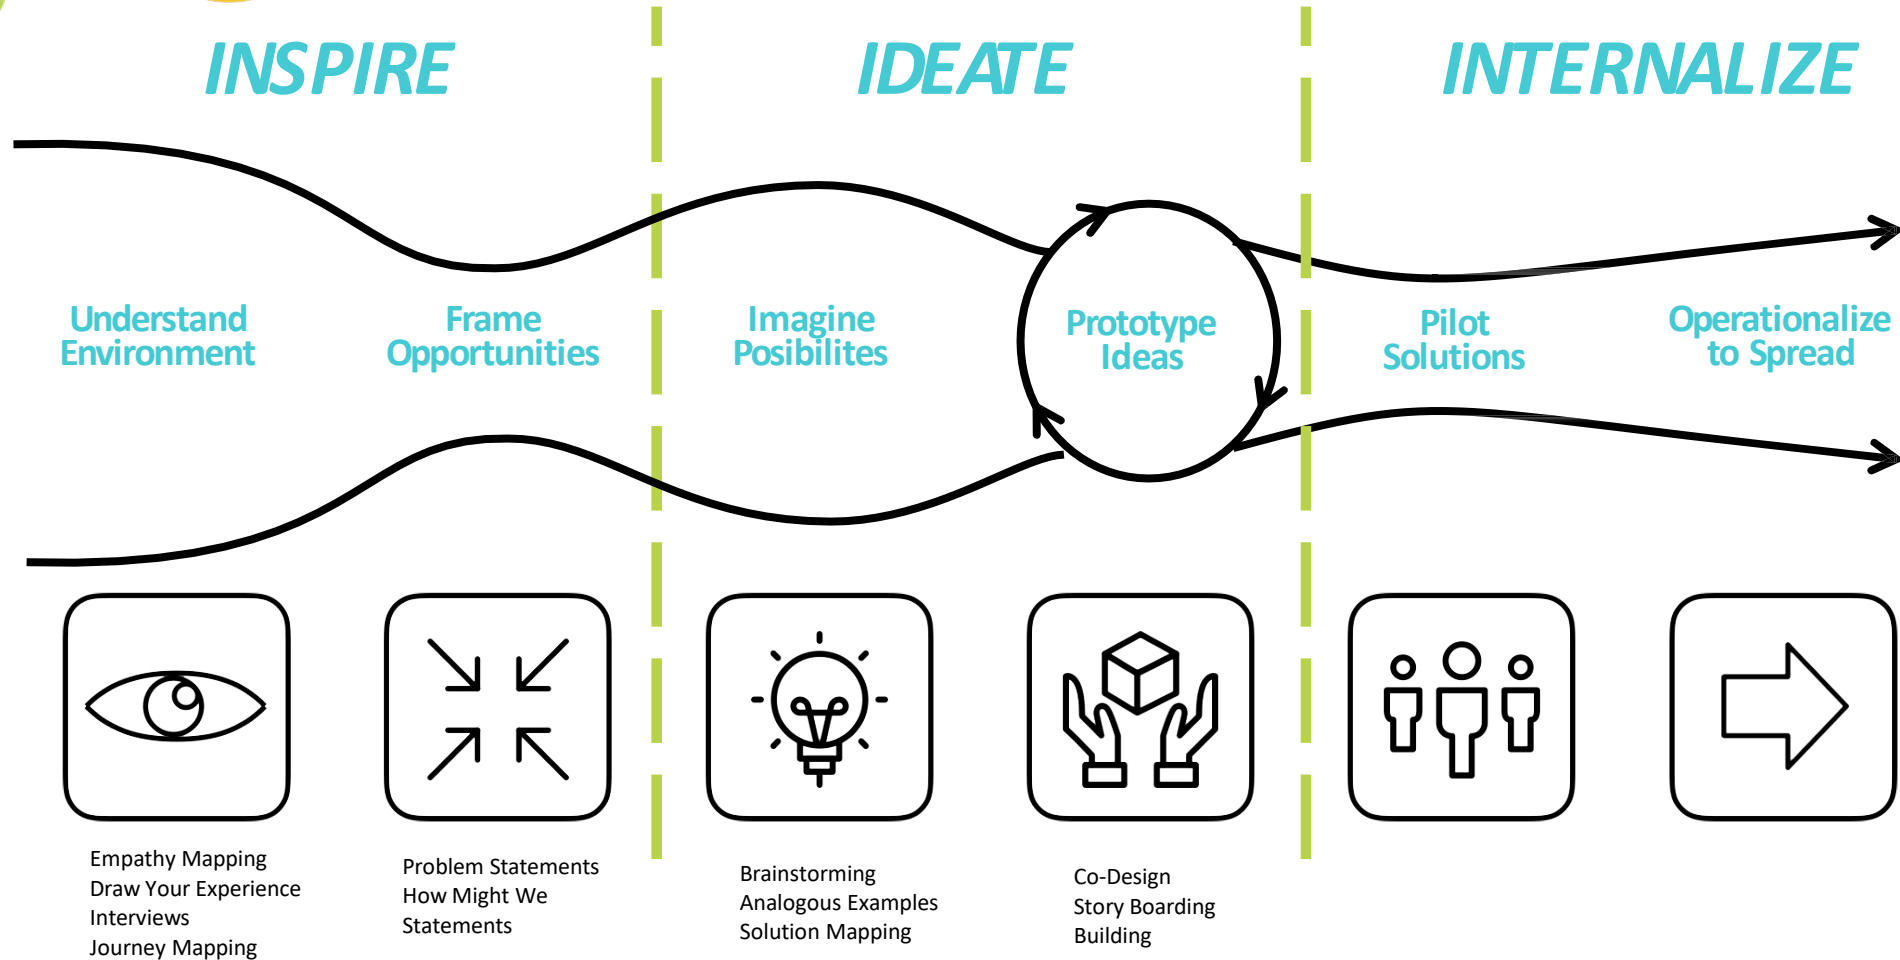 INSPIRE
IDEATE
INTERNALIZE
Understand
Environment
Frame
Opportunities
Imagine
Posibilites
Prototype
Ideas
Pilot
Solutions
Operationalize
to Spread
Empathy Mapping
Draw Your Experience
Interviews
Journey Mapping
Problem Statements
How Might We
Statements
Brainstorming
Analogous Examples
Solution Mapping
Co-Design
Story Boarding
Building